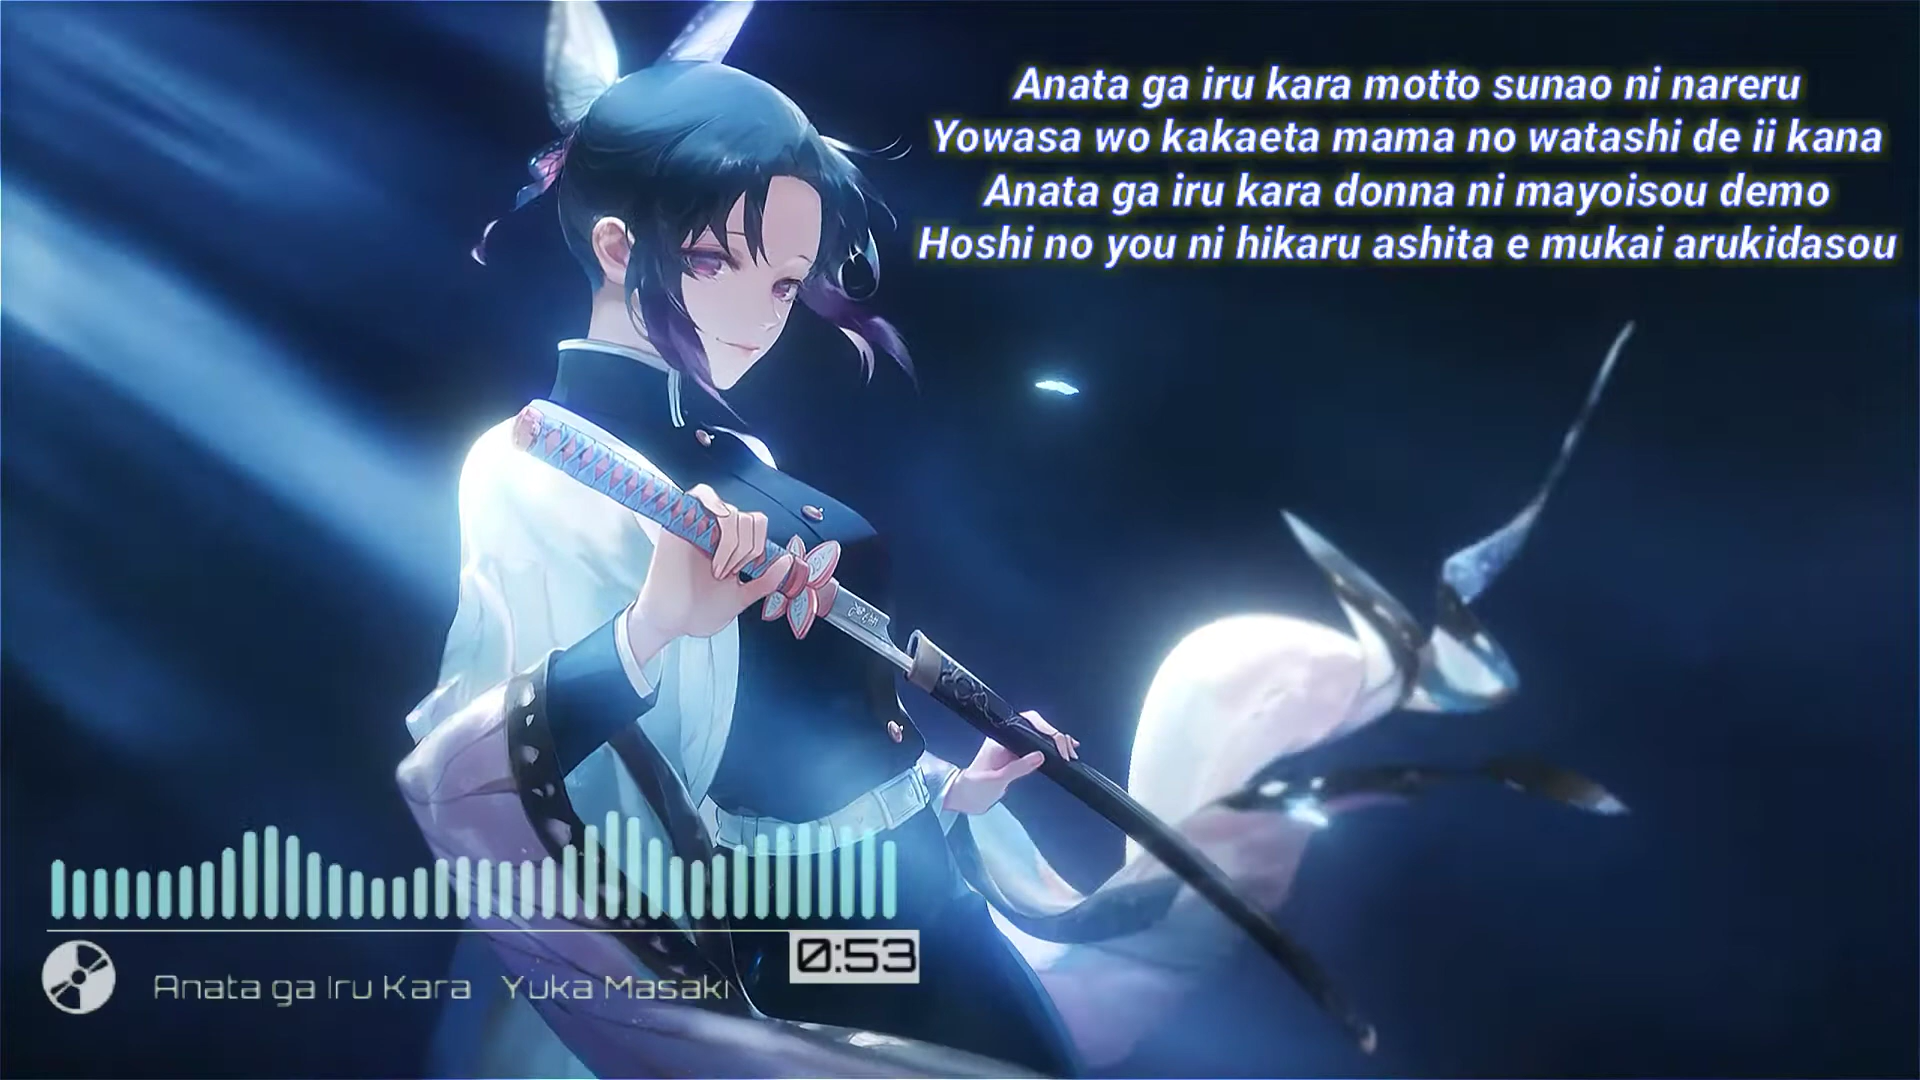 Anata ga iru kara motto sunao ni nareru
Yowasa wo kakaeta mama no watashi de ii kana
Anata ga iru kara donna ni mayoisou demo
Hoshi no you ni hikaru ashita e mukai arukidasou
0:53
Anata ga Iru Kara Yuka Masaki